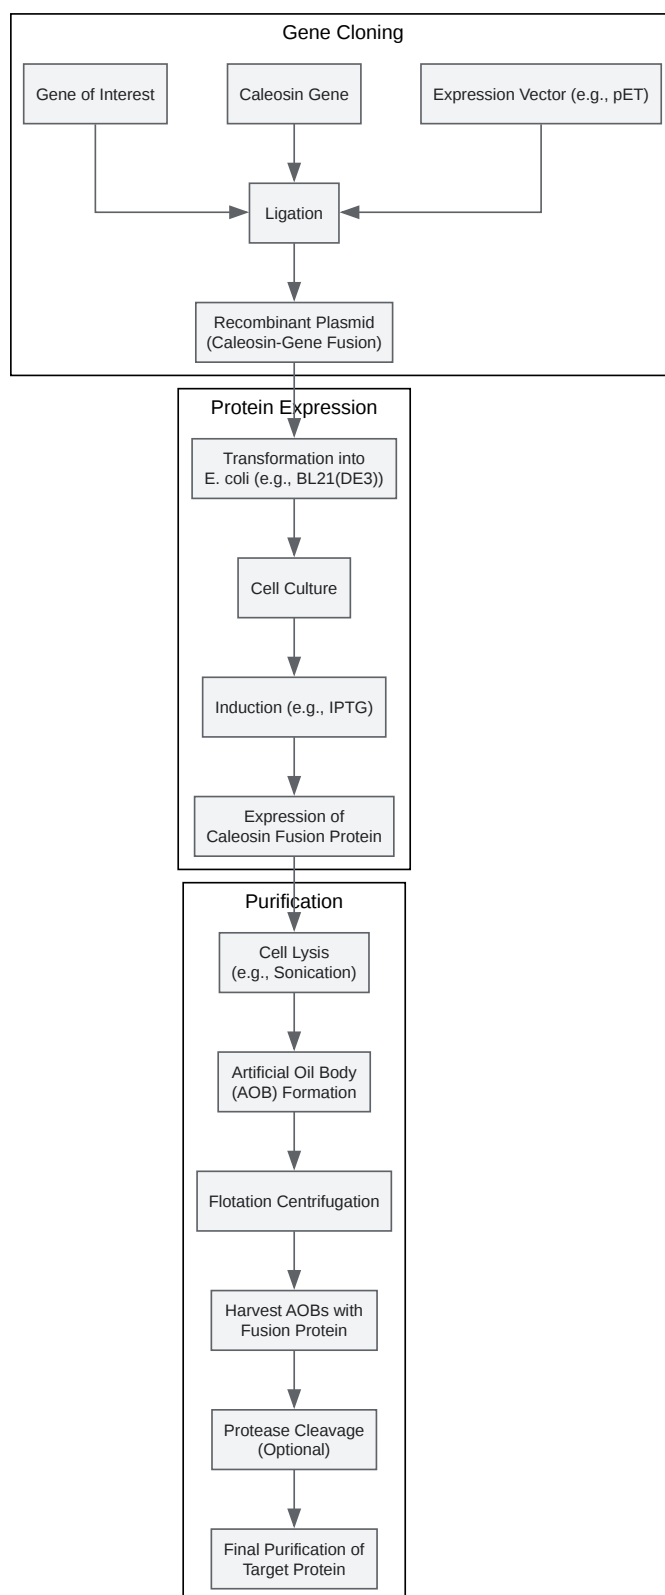 Gene Cloning
Gene of Interest
Caleosin Gene
Expression Vector (e.g., pET)
Ligation
Recombinant Plasmid
(Caleosin-Gene Fusion)
Protein Expression
Transformation into
E. coli (e.g., BL21(DE3))
Cell Culture
Induction (e.g., IPTG)
Expression of
Caleosin Fusion Protein
Purification
Cell Lysis
(e.g., Sonication)
Artificial Oil Body
(AOB) Formation
Flotation Centrifugation
Harvest AOBs with
Fusion Protein
Protease Cleavage
(Optional)
Final Purification of
Target Protein